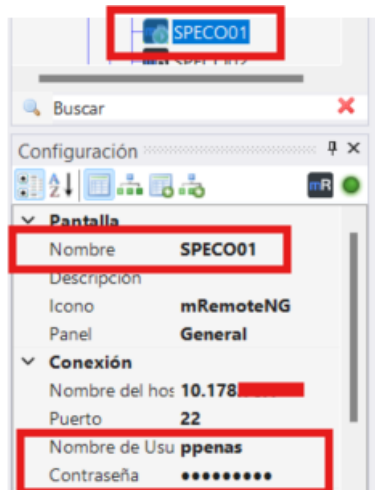 SPECO01
Buscar
Configuración
mR
Pantalla
Nombre SPECO01
Descripción
Icono mRemoteNG
Panel General
Conexión
Nombre del hos 10.178.
Puerto 22
Nombre de Usu ppenas
Contraseña ●●●●●●●●●